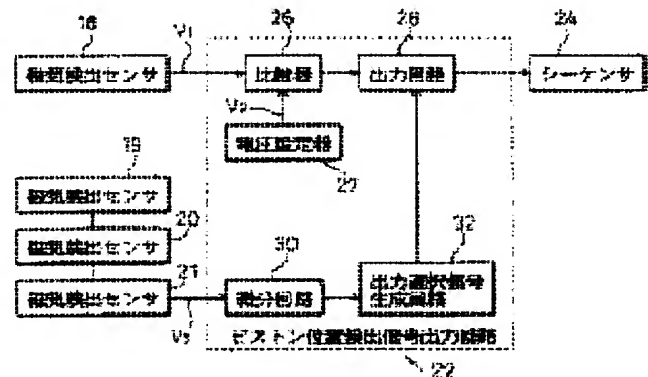 18
26
28
24
V₁
磁気検出センサ
比較器
出力回路
シーケンサ
V₂
電圧設定器
27
19
磁気検出センサ
20
磁気検出センサ
30
32
21
磁気検出センサ
微分回路
出力選択信号
生成回路
V₃
ピストン位置検出信号出力回路
22